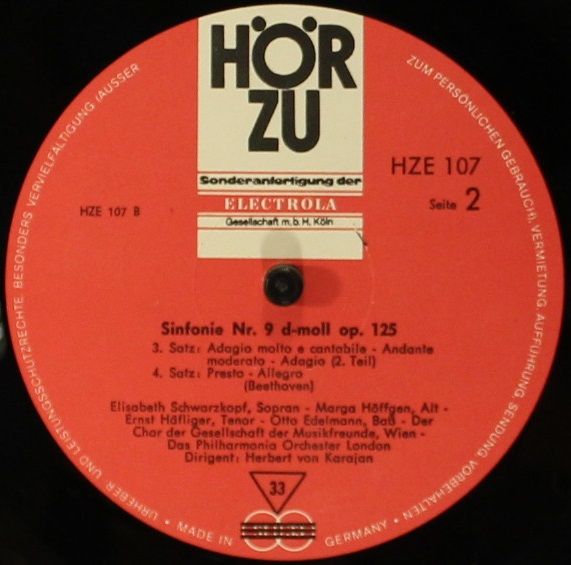 HÖR
ZU
Sonderanfertigung der
ELECTROLA
Gesellschaft m. b. H. Köln
HZE 107
Seite 2
HZE 107 B
Sinfonie Nr. 9 d-moll op. 125
3. Satz: Adagio molto e cantabile - Andante
moderato - Adagio (2. Teil)
4. Satz: Presto - Allegro
(Beethoven)
Elisabeth Schwarzkopf, Sopran - Marga Höffgen, Alt -
Ernst Häfliger, Tenor - Otto Edelmann, Baß - Der
Chor der Gesellschaft der Musikfreunde, Wien -
Das Philharmonia Orchester London
Dirigent: Herbert von Karajan
33
URHEBER UND LEISTUNGSSCHUTZRECHTE BESONDERS VERVIELFALTIGUNG (AUSSER
ZUM PERSÖNLICHEN GEBRAUCH), VERMIETUNG AUFFÜHRUNG SENDUNG VORBEHALTEN
• MADE IN GERMANY •